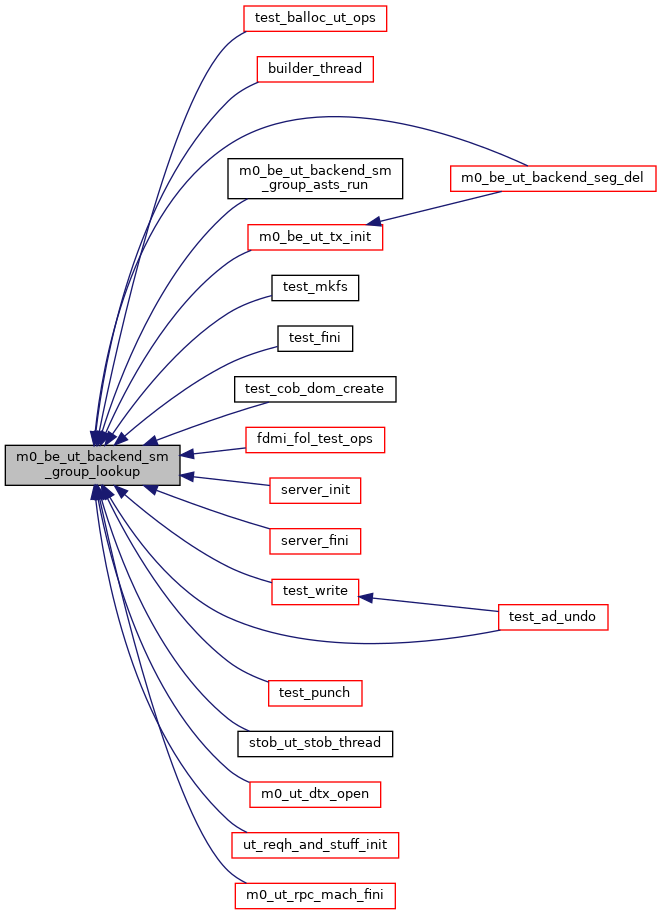 test_balloc_ut_ops
builder_thread
m0_be_ut_backend_sm
_group_asts_run
m0_be_ut_backend_seg_del
m0_be_ut_tx_init
test_mkfs
test_fini
test_cob_dom_create
fdmi_fol_test_ops
m0_be_ut_backend_sm
_group_lookup
server_init
server_fini
test_write
test_ad_undo
test_punch
stob_ut_stob_thread
m0_ut_dtx_open
ut_reqh_and_stuff_init
m0_ut_rpc_mach_fini